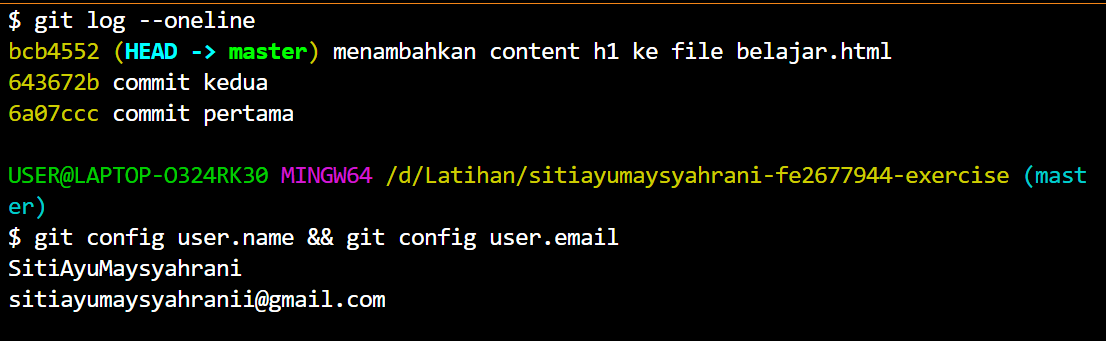 $ git log --oneline
bcb4552 (HEAD -> master) menambahkan content h1 ke file belajar.html
643672b commit kedua
6a07ccc commit pertama
USER@LAPTOP-O324RK30 MINGW64 /d/Latihan/sitiayumaysyahrani-fe2677944-exercise (mast
er)
$ git config user.name && git config user.email
SitiAyuMaysyahrani
sitiayumaysyahranii@gmail.com